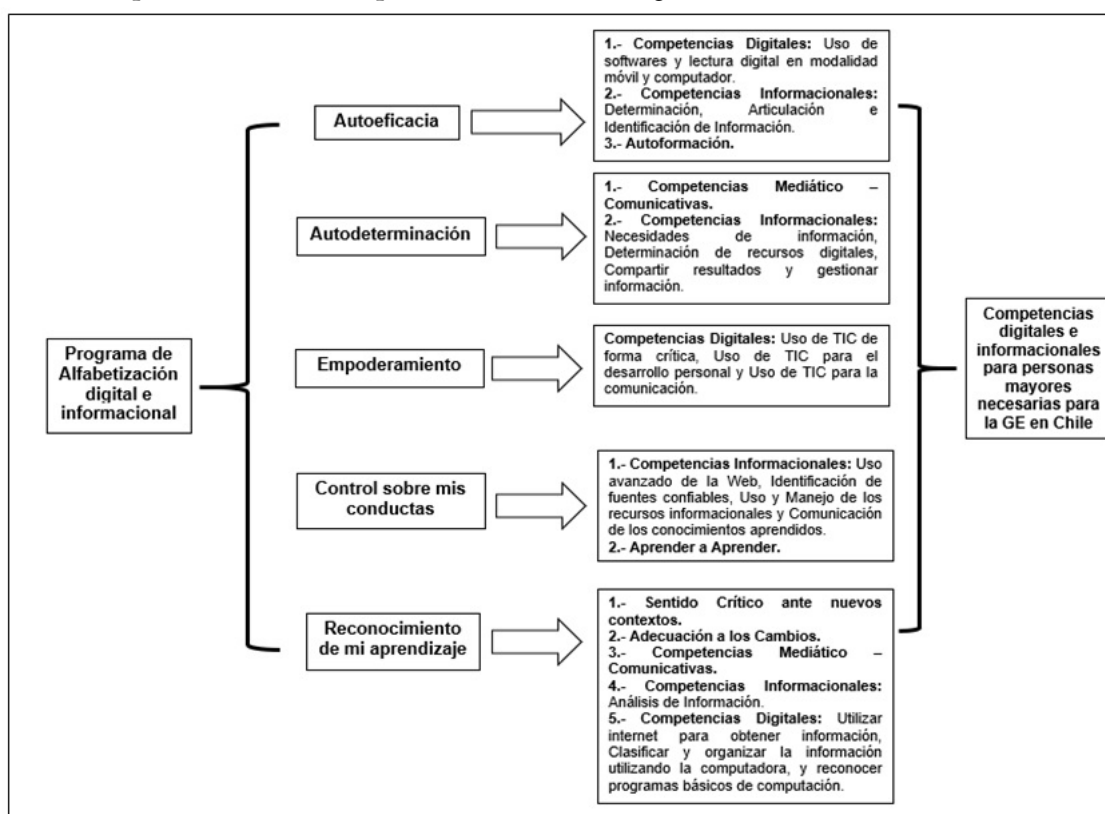 Programa de
Alfabetización
digital e
informacional
Autoeficacia
1.- Competencias Digitales: Uso de
softwares y lectura digital en modalidad
móvil y computador.
2.- Competencias Informacionales:
Determinación, Articulación e
Identificación de Información.
3.- Autoformación.
Autodeterminación
1.- Competencias Mediático –
Comunicativas.
2.- Competencias Informacionales:
Necesidades de información,
Determinación de recursos digitales,
Compartir resultados y gestionar
información.
Empoderamiento
Competencias Digitales: Uso de TIC de
forma crítica, Uso de TIC para el
desarrollo personal y Uso de TIC para la
comunicación.
Control sobre mis
conductas
1.- Competencias Informacionales: Uso
avanzado de la Web, Identificación de
fuentes confiables, Uso y Manejo de los
recursos informacionales y Comunicación
de los conocimientos aprendidos.
2.- Aprender a Aprender.
Reconocimiento
de mi aprendizaje
1.- Sentido Crítico ante nuevos
contextos.
2.- Adecuación a los Cambios.
3.- Competencias Mediático –
Comunicativas.
4.- Competencias Informacionales:
Análisis de Información.
5.- Competencias Digitales: Utilizar
internet para obtener información,
Clasificar y organizar la información
utilizando la computadora, y reconocer
programas básicos de computación.
Competencias
digitales e
informacionales
para personas
mayores
necesarias para
la GE en Chile